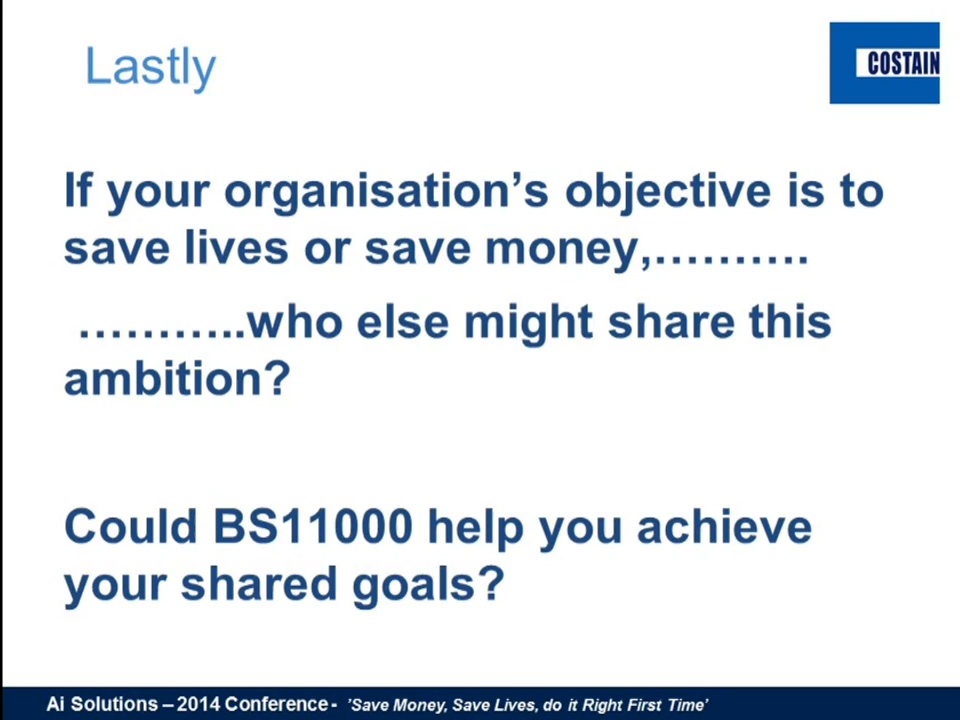 Lastly
COSTAIN
If your organisation’s objective is to
save lives or save money,……….
………..who else might share this
ambition?
Could BS11000 help you achieve
your shared goals?
Ai Solutions – 2014 Conference - ’Save Money, Save Lives, do it Right First Time’